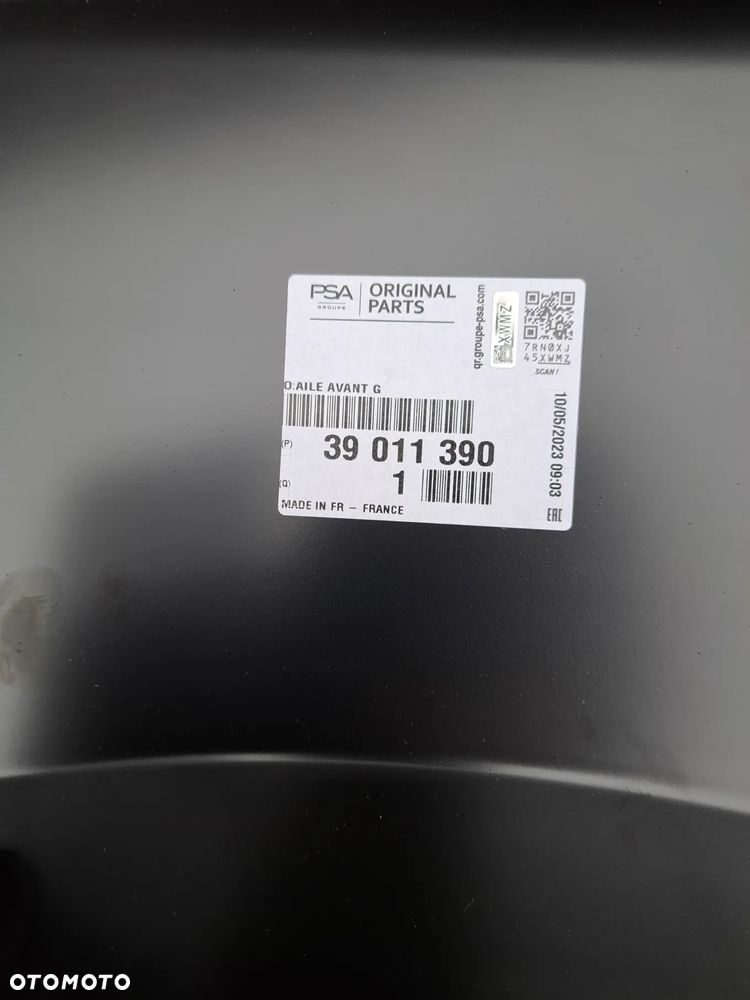 PSA
GROUPE
ORIGINAL
PARTS
qr.groupe-psa.com
XWMZ
7RN0XJ
45XWMZ
SCAN!
O:AILE AVANT G
(P) 39 011 390
(Q) 1
MADE IN FR – FRANCE
10/05/2023 09:03
EAC
OTOMOTO